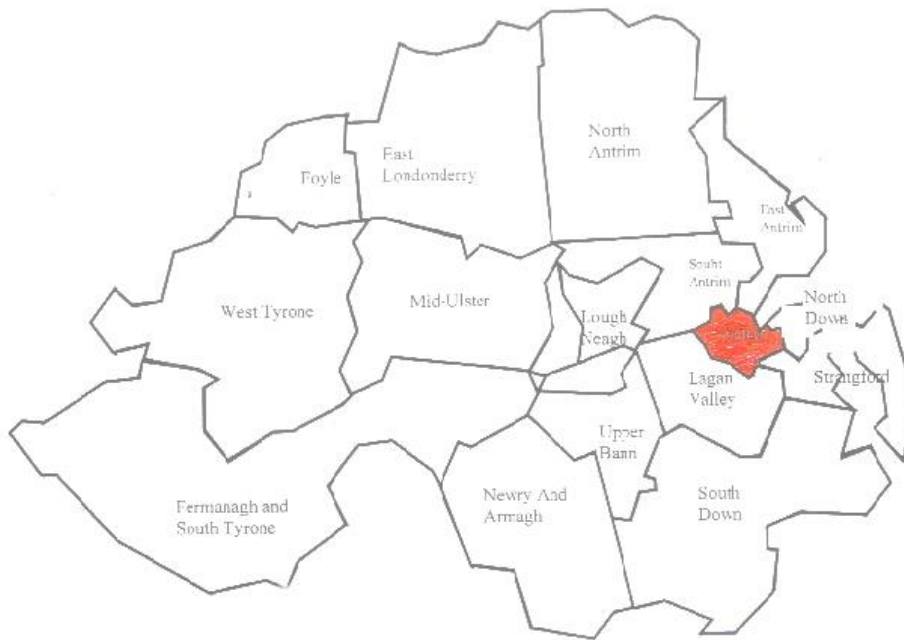 North
Antrim
East
Londonderry
Foyle
East
Antrim
South
Antrim
West Tyrone
Mid-Ulster
Lough
Neagh
North
Down
Lagan
Valley
Strangford
Upper
Bann
Fermanagh and
South Tyrone
Newry And
Armagh
South
Down